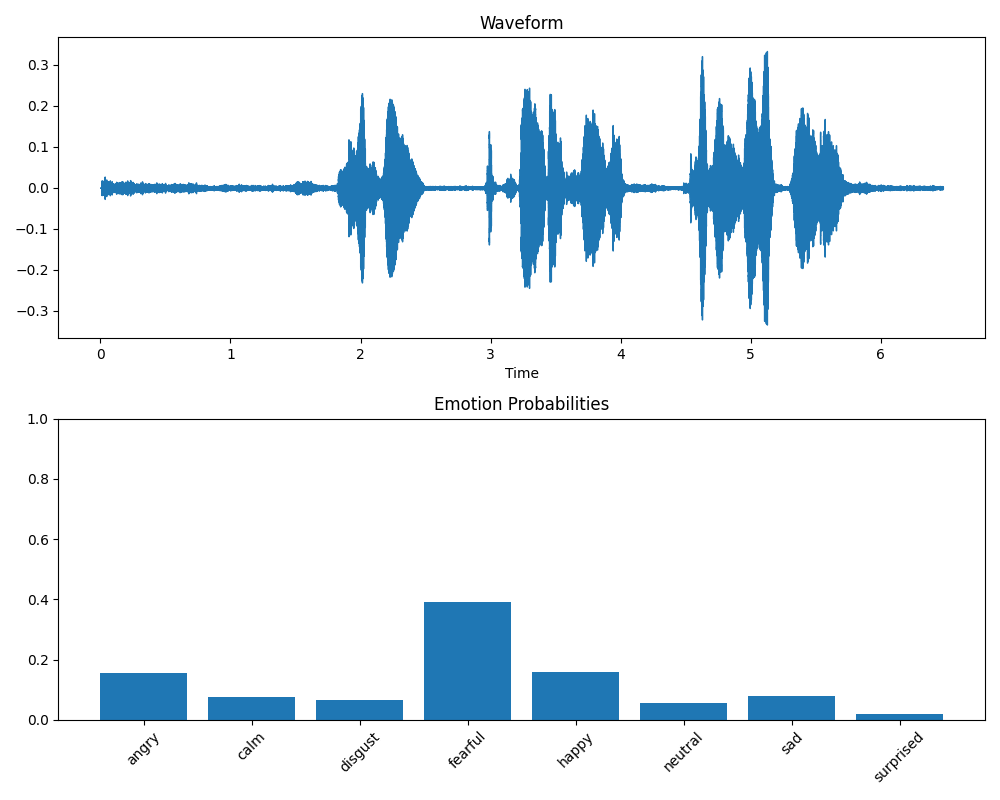 Waveform
0.3
0.2
0.1
0.0
−0.1
−0.2
−0.3
0 1 2 3 4 5 6
Time
Emotion Probabilities
1.0
0.8
0.6
0.4
0.2
0.0
angry calm disgust fearful happy neutral sad surprised